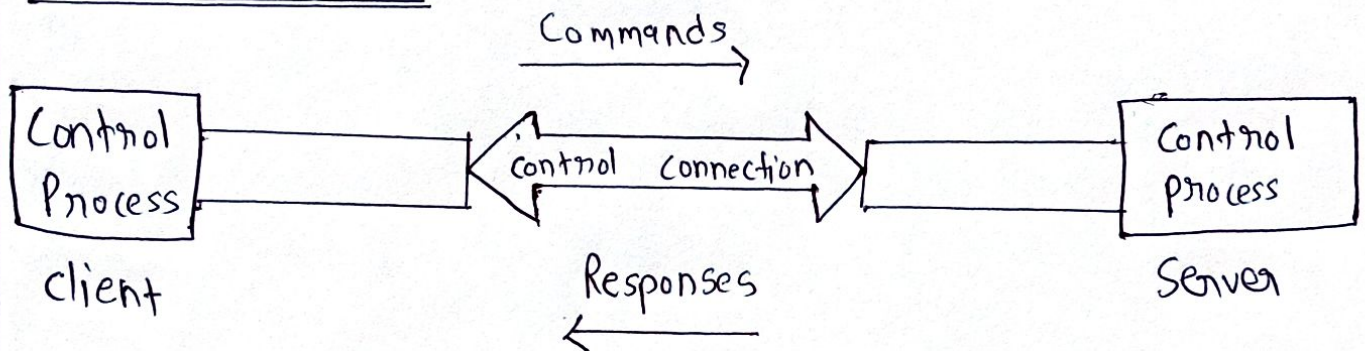 Commands
Control
Process
control connection
Control
process
client
Responses
Server